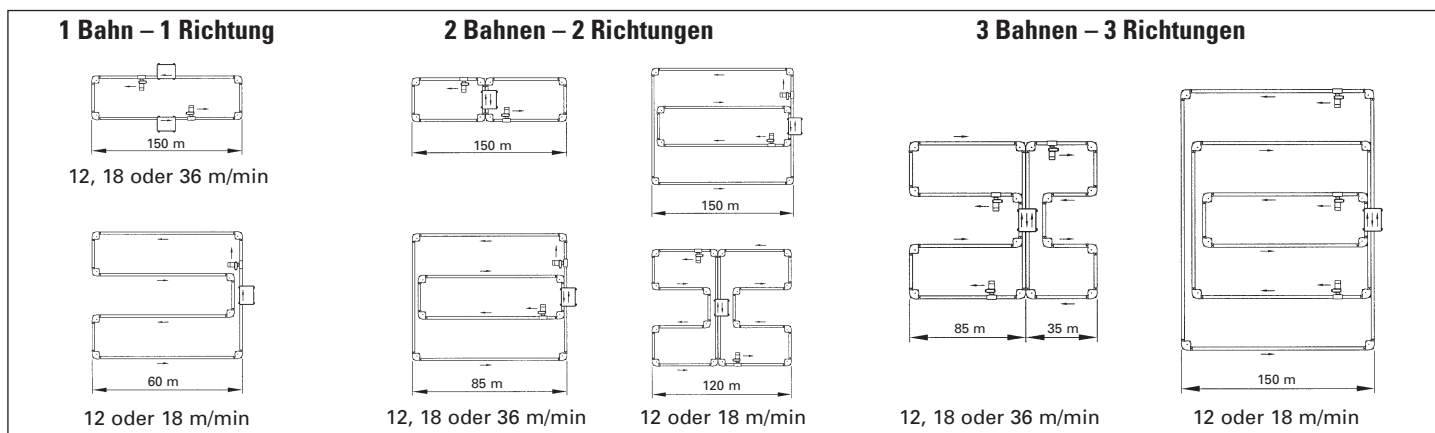 1 Bahn – 1 Richtung
150 m
12, 18 oder 36 m/min
60 m
12 oder 18 m/min
2 Bahnen – 2 Richtungen
150 m
150 m
85 m
12, 18 oder 36 m/min
120 m
12 oder 18 m/min
3 Bahnen – 3 Richtungen
85 m
35 m
12, 18 oder 36 m/min
150 m
12 oder 18 m/min